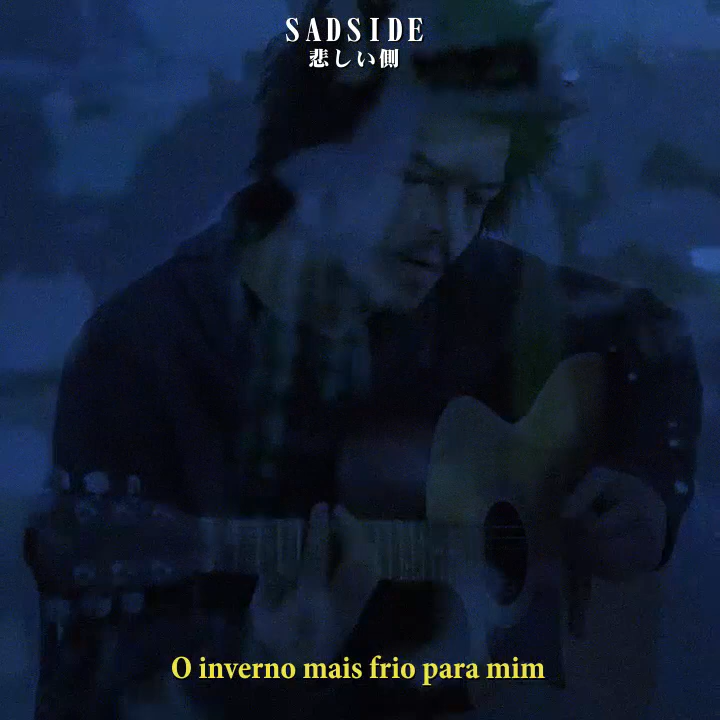 SADSIDE
悲しい側
O inverno mais frio para mim